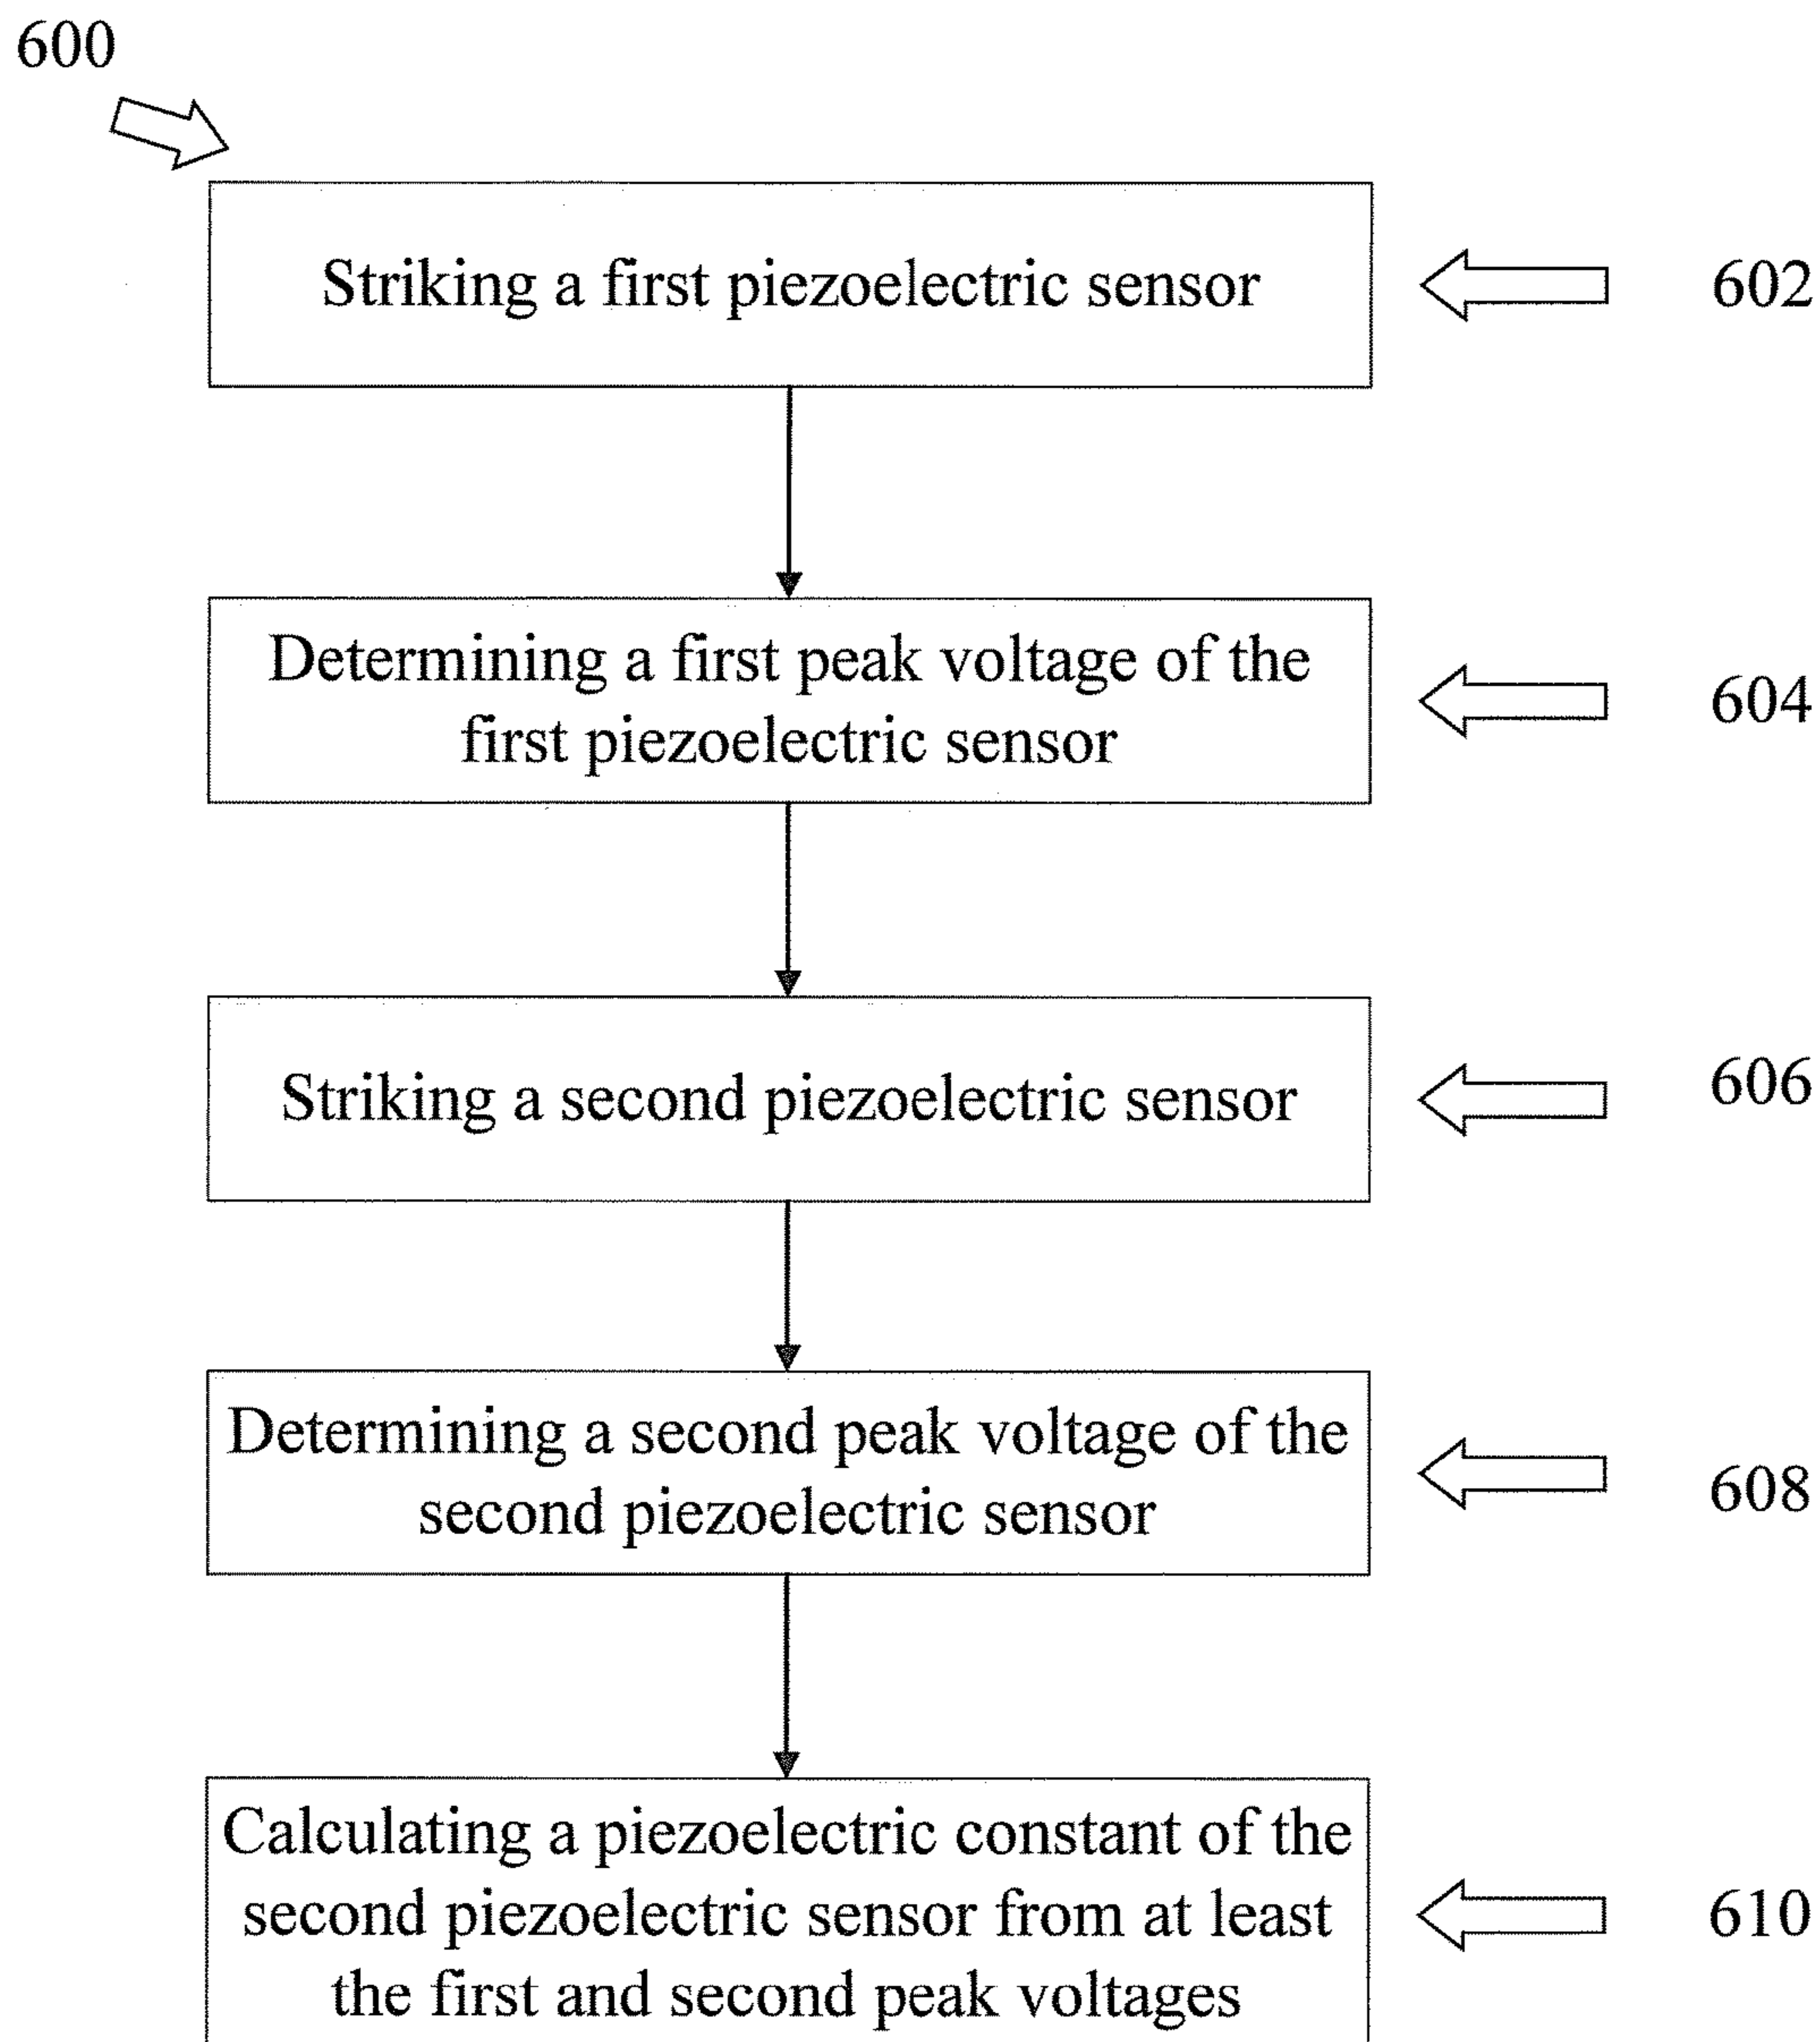 600
Striking a first piezoelectric sensor
602
Determining a first peak voltage of the
first piezoelectric sensor
604
Striking a second piezoelectric sensor
606
Determining a second peak voltage of the
second piezoelectric sensor
608
Calculating a piezoelectric constant of the
second piezoelectric sensor from at least
the first and second peak voltages
610